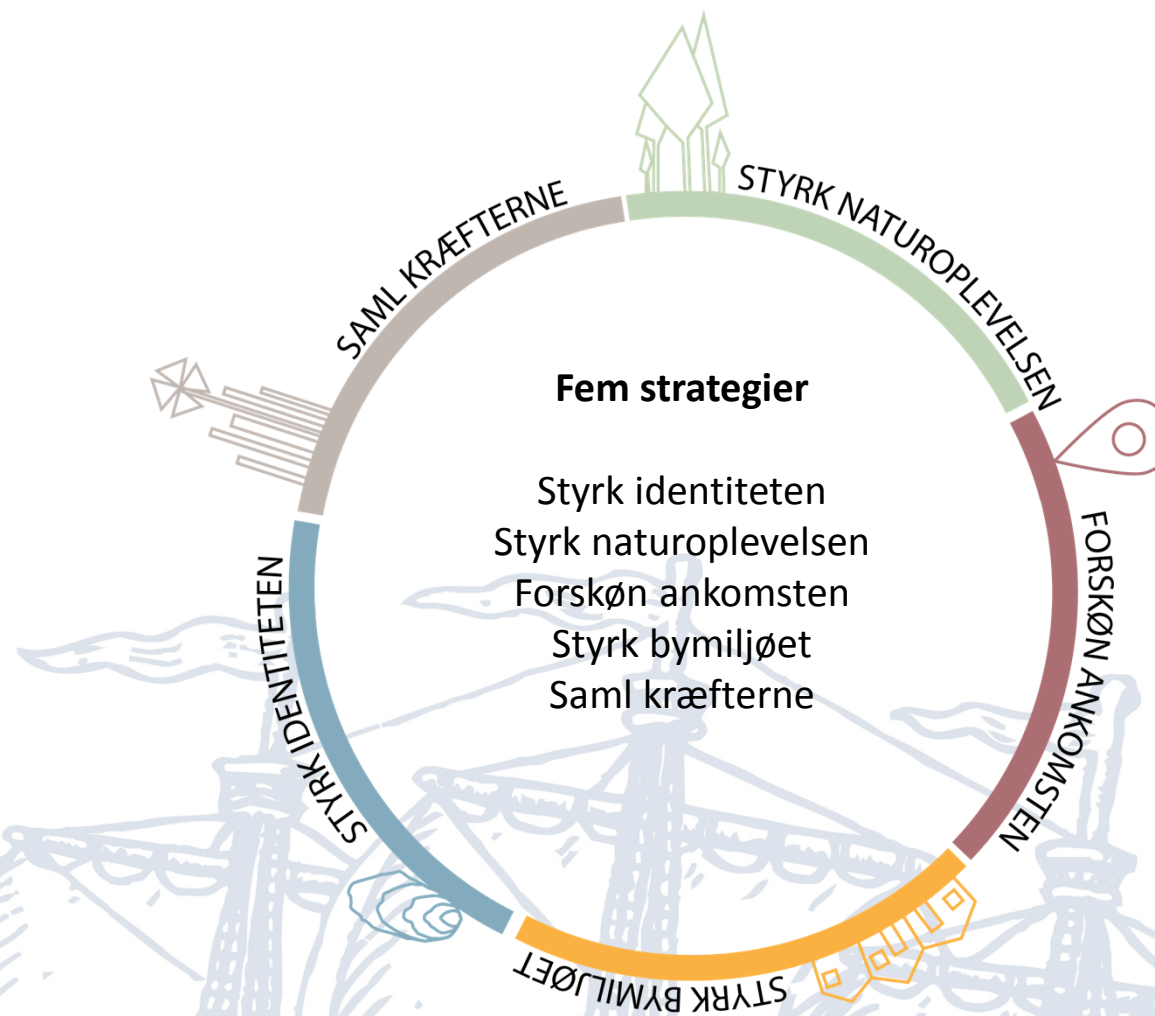 SAML KRÆFTERNE
STYRK NATUROPLEVELSEN
FORSKØN ANKOMSTEN
STYRK BYMILJØET
STYRK IDENTITETEN
Fem strategier
Styrk identiteten
Styrk naturoplevelsen
Forskøn ankomsten
Styrk bymiljøet
Saml kræfterne